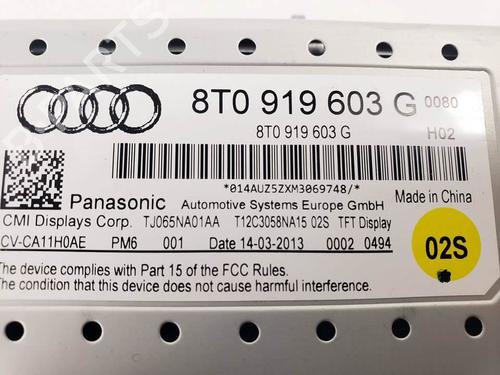 8T0 919 603 G 0080
8T0 919 603 G H02
*014AUZ5ZXM3069748/*
Panasonic Automotive Systems Europe GmbH Made in China
CMI Displays Corp. TJ065NA01AA T12C3058NA15 02S TFT Display
CV-CA11H0AE PM6 001 Date 14-03-2013 0002 0494
02S
The device complies with Part 15 of the FCC Rules.
The condition that this device does not cause harmful interference.